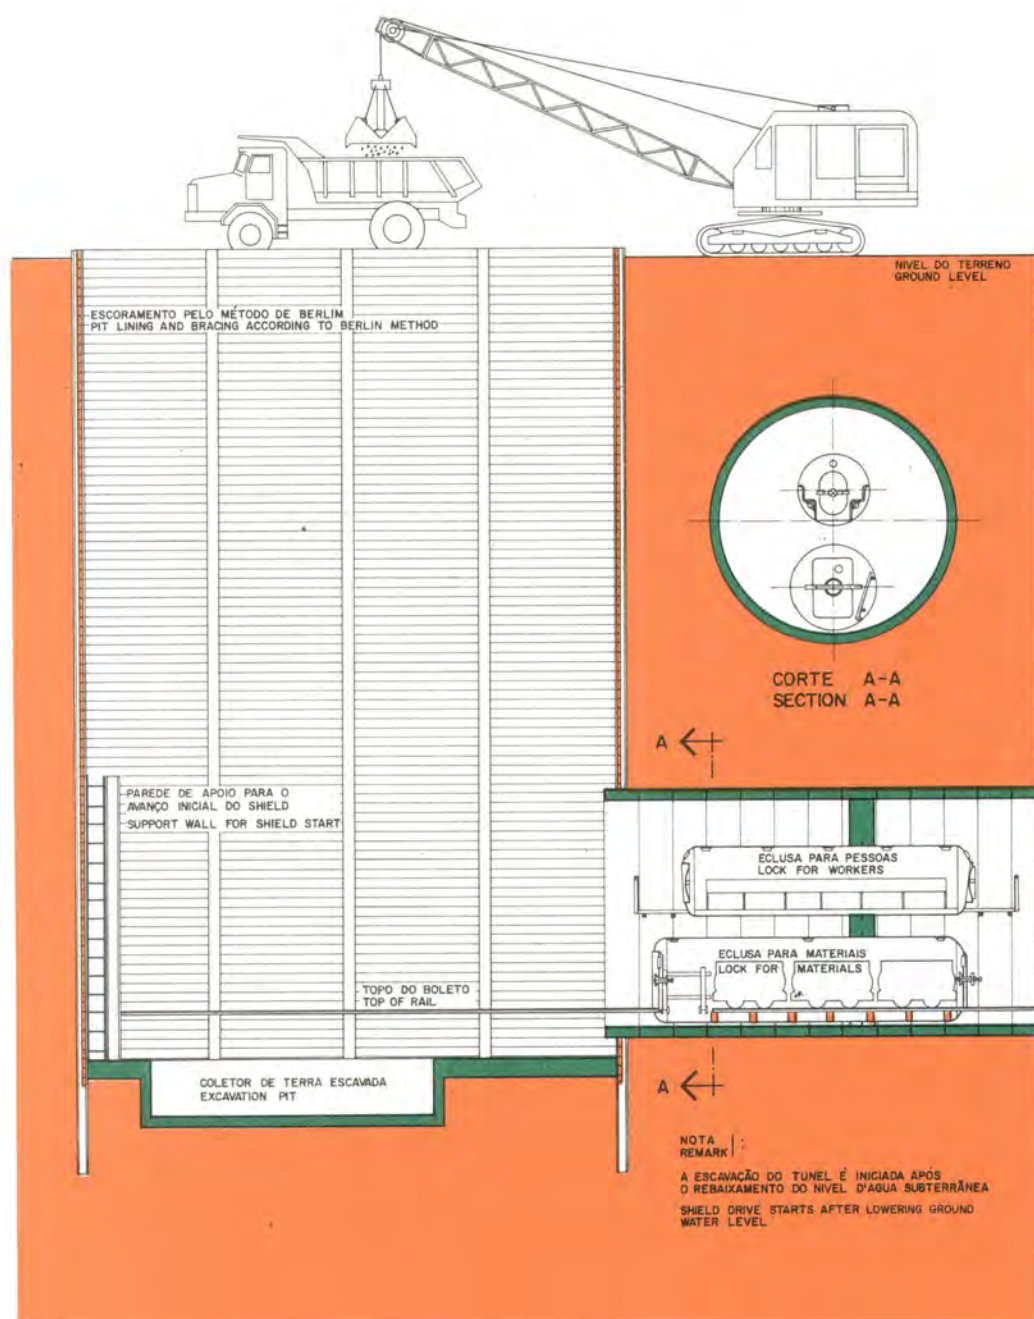 NIVEL DO TERRENO
GROUND LEVEL
ESCORAMENTO PELO MÉTODO DE BERLIM
PIT LINING AND BRACING ACCORDING TO BERLIN METHOD
CORTE A-A
SECTION A-A
A
PAREDE DE APOIO PARA O
AVANÇO INICIAL DO SHIELD
SUPPORT WALL FOR SHIELD START
ECLUSA PARA PESSOAS
LOCK FOR WORKERS
ECLUSA PARA MATERIAIS
LOCK FOR MATERIALS
TOPO DO BOLETO
TOP OF RAIL
COLETOR DE TERRA ESCAVADA
EXCAVATION PIT
A
NOTA
REMARK :
A ESCAVAÇÃO DO TUNEL É INICIADA APÓS
O REBAIXAMENTO DO NIVEL D'AGUA SUBTERRÂNEA
SHIELD DRIVE STARTS AFTER LOWERING GROUND
WATER LEVEL